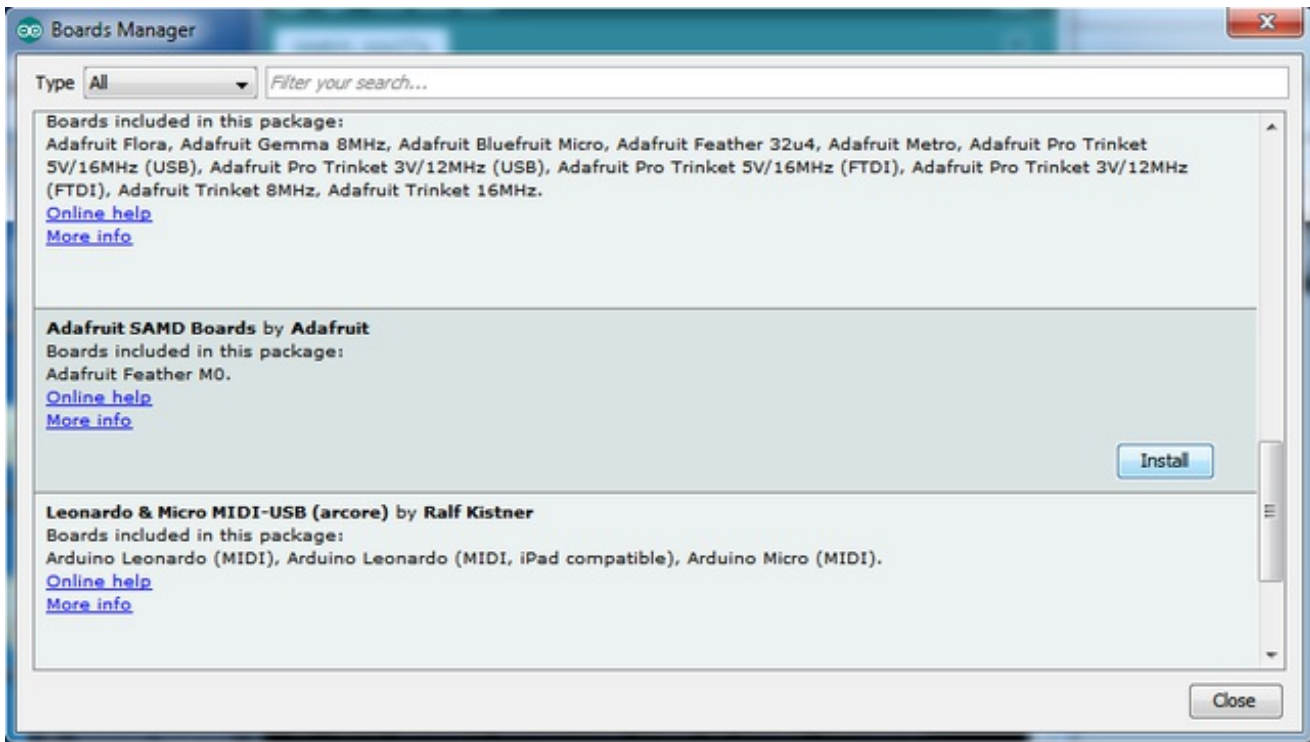 Boards Manager
Type All Filter your search...
Boards included in this package:
Adafruit Flora, Adafruit Gemma 8MHz, Adafruit Bluefruit Micro, Adafruit Feather 32u4, Adafruit Metro, Adafruit Pro Trinket
5V/16MHz (USB), Adafruit Pro Trinket 3V/12MHz (USB), Adafruit Pro Trinket 5V/16MHz (FTDI), Adafruit Pro Trinket 3V/12MHz
(FTDI), Adafruit Trinket 8MHz, Adafruit Trinket 16MHz.
Online help
More info
Adafruit SAMD Boards by Adafruit
Boards included in this package:
Adafruit Feather M0.
Online help
More info
Install
Leonardo & Micro MIDI-USB (arcore) by Ralf Kistner
Boards included in this package:
Arduino Leonardo (MIDI), Arduino Leonardo (MIDI, iPad compatible), Arduino Micro (MIDI).
Online help
More info
Close